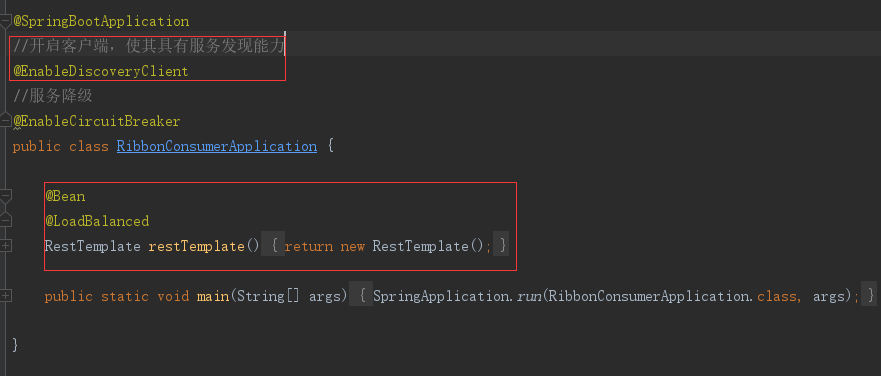 @SpringBootApplication
//开启客户端，使其具有服务发现能力
@EnableDiscoveryClient
//服务降级
@EnableCircuitBreaker
public class RibbonConsumerApplication {
@Bean
@LoadBalanced
RestTemplate restTemplate() { return new RestTemplate(); }
public static void main(String[] args) { SpringApplication.run(RibbonConsumerApplication.class, args); }
}